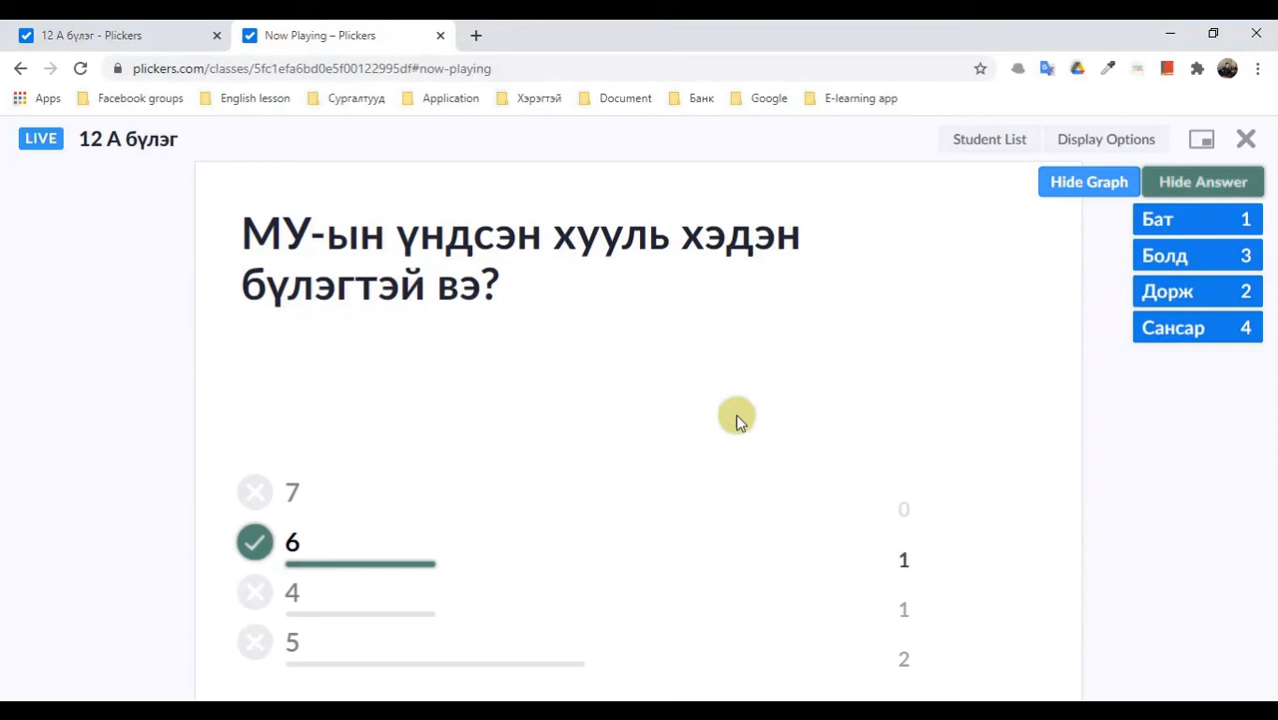 12 А бүлэг - Plickers
Now Playing – Plickers
plickers.com/classes/5fc1efa6bd0e5f00122995df#now-playing
Apps Facebook groups English lesson Сургалтууд Application Хэрэгтэй Document Банк Google E-learning app
LIVE 12 А бүлэг Student List Display Options
Hide Graph Hide Answer
МУ-ын үндсэн хууль хэдэн
бүлэгтэй вэ?
Бат 1
Болд 3
Дорж 2
Сансар 4
7 0
6 1
4 1
5 2